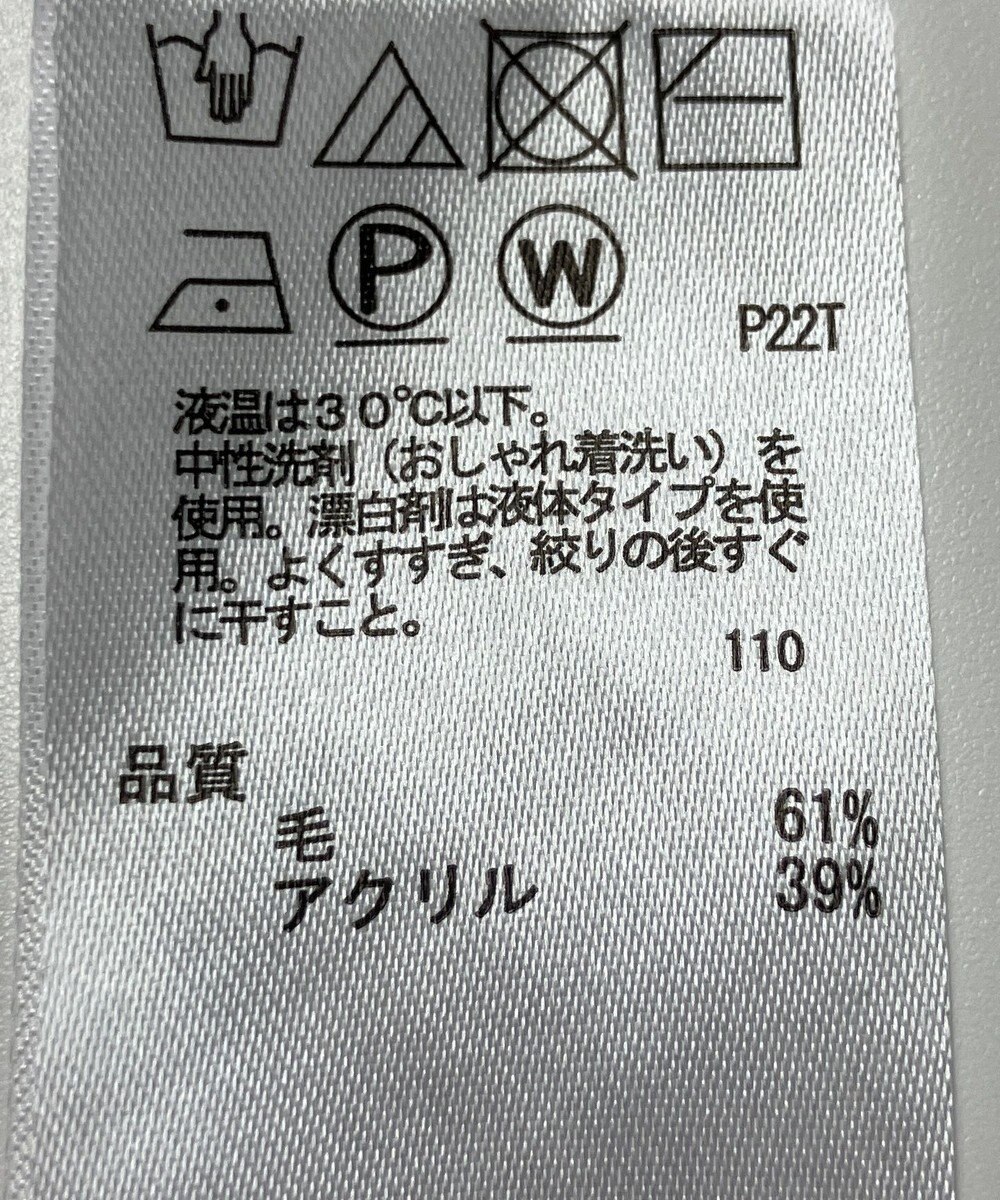 P
W
P22T
液温は30℃以下。
中性洗剤（おしゃれ着洗い）を
使用。漂白剤は液体タイプを使
用。よくすすぎ、絞りの後すぐ
に干すこと。
110
品質
毛 61%
アクリル 39%